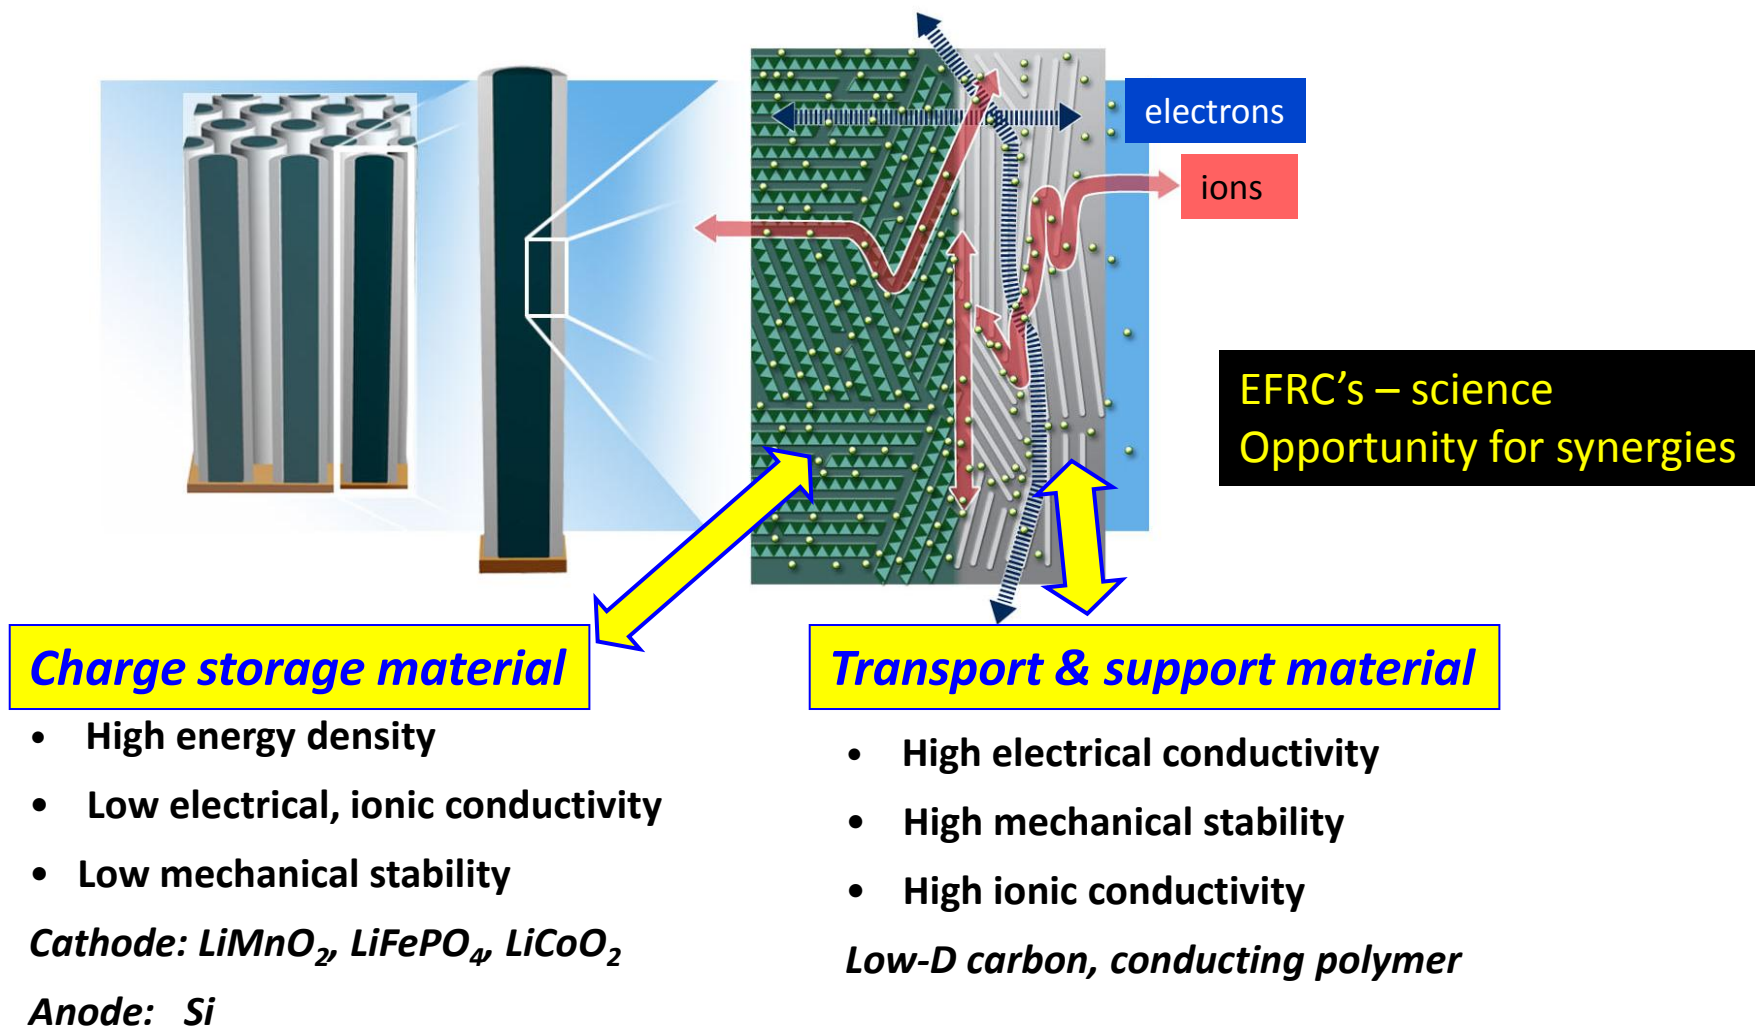 electrons
ions
EFRC’s – science
Opportunity for synergies
Charge storage material
• High energy density
• Low electrical, ionic conductivity
• Low mechanical stability
Cathode: LiMnO₂, LiFePO₄, LiCoO₂
Anode: Si
Transport & support material
• High electrical conductivity
• High mechanical stability
• High ionic conductivity
Low-D carbon, conducting polymer